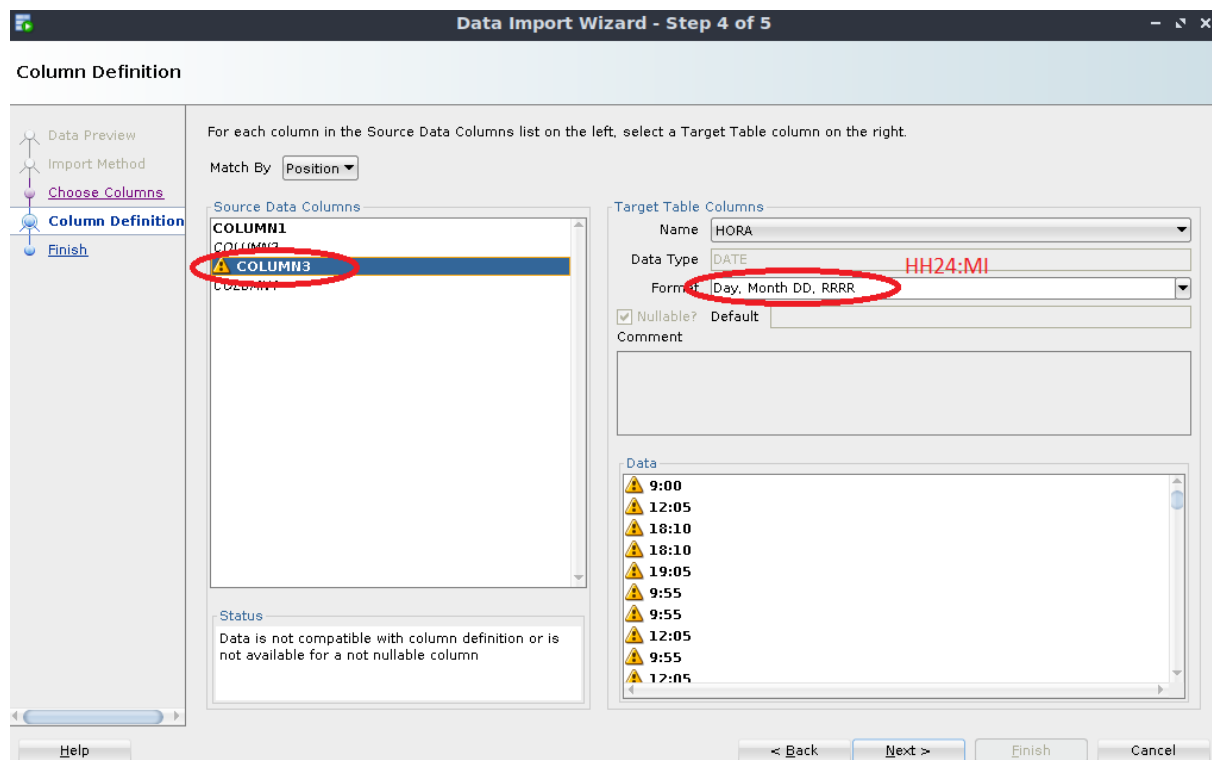 Data Import Wizard - Step 4 of 5
Column Definition
Data Preview
Import Method
Choose Columns
Column Definition
Finish
For each column in the Source Data Columns list on the left, select a Target Table column on the right.
Match By Position
Source Data Columns
COLUMN1
COLUMN2
COLUMN3
Status
Data is not compatible with column definition or is
not available for a not nullable column
Target Table Columns
Name HORA
Data Type DATE
HH24:MI
Format Day, Month DD, RRRR
Nullable? Default
Comment
Data
9:00
12:05
18:10
18:10
19:05
9:55
9:55
12:05
9:55
12:05
Help
< Back
Next >
Finish
Cancel